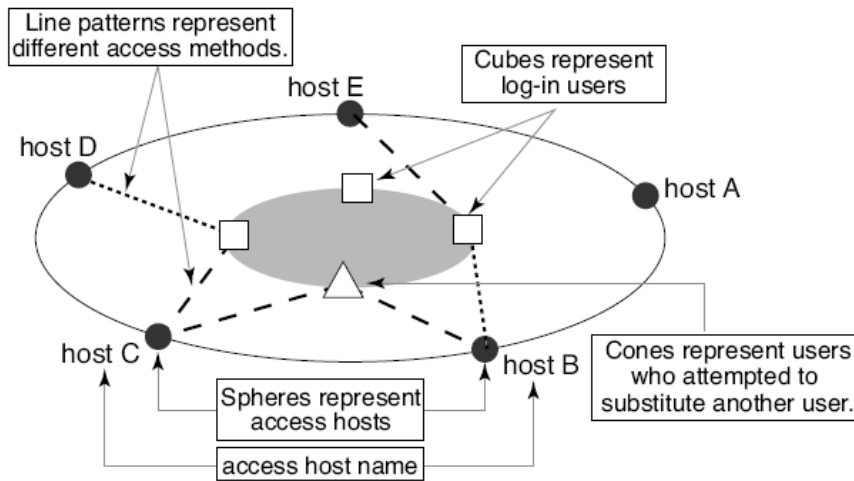 Line patterns represent
different access methods.
Cubes represent
log-in users
host E
host D
host A
host C
host B
Spheres represent
access hosts
Cones represent users
who attempted to
substitute another user.
access host name